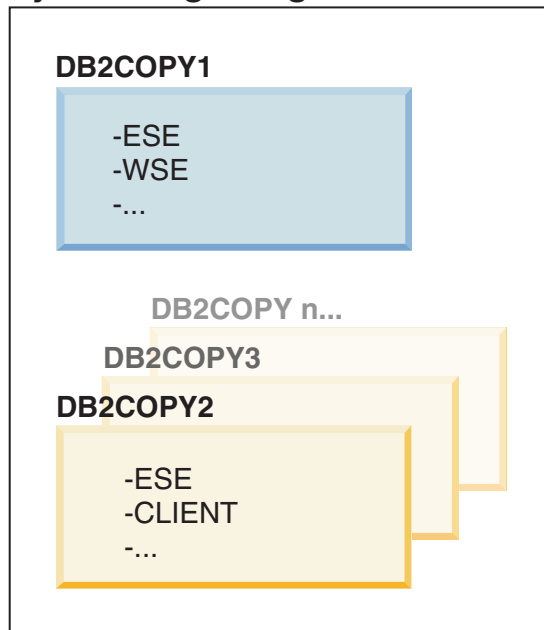 DB2COPY1
-ESE
-WSE
-...
DB2COPY n...
DB2COPY3
DB2COPY2
-ESE
-CLIENT
-...